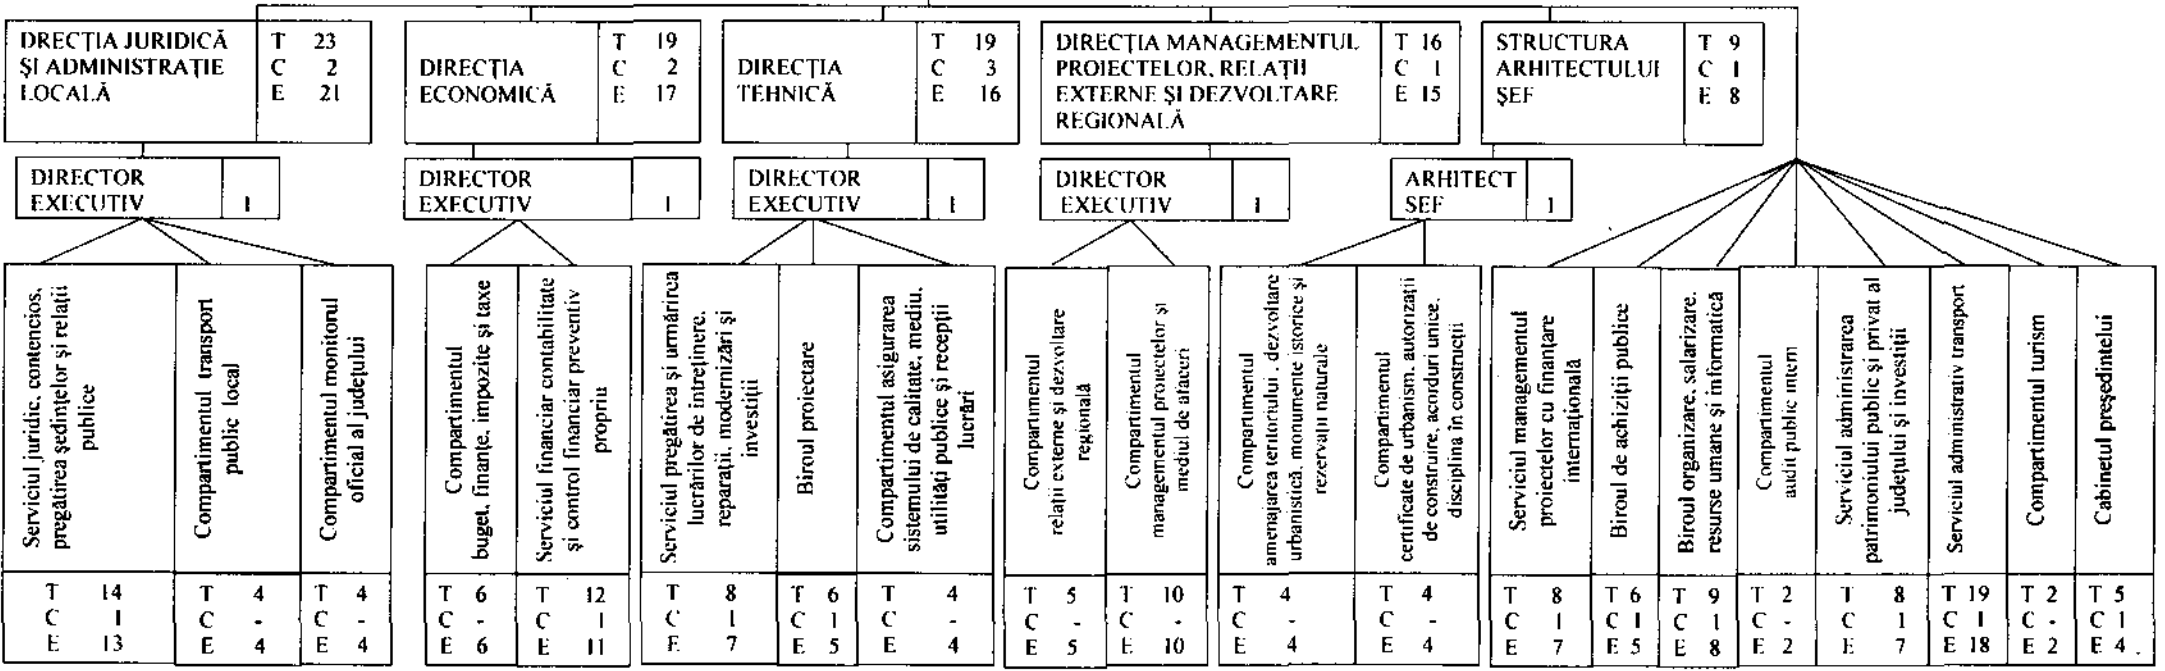 DRECȚIA JURIDICĂ
ȘI ADMINISTRAȚIE
LOCALĂ
T 23
C 2
E 21
DIRECȚIA
ECONOMICĂ
T 19
C 2
E 17
DIRECȚIA
TEHNICĂ
T 19
C 3
E 16
DIRECȚIA MANAGEMENTUL
PROIECTELOR, RELAȚII
EXTERNE ȘI DEZVOLTARE
REGIONALĂ
T 16
C 1
E 15
STRUCTURA
ARHITECTULUI
ȘEF
T 9
C 1
E 8
DIRECTOR
EXECUTIV 1
DIRECTOR
EXECUTIV 1
DIRECTOR
EXECUTIV 1
DIRECTOR
EXECUTIV 1
ARHITECT
SEF 1
Serviciul juridic, contencios,
pregătirea ședințelor și relații
publice
T 14
C 1
E 13
Compartimentul transport
public local
T 4
C -
E 4
Compartimentul monitorul
oficial al județului
T 4
C -
E 4
Compartimentul
buget, finanțe, impozite și taxe
T 6
C -
E 6
Serviciul financiar contabilitate
și control financiar preventiv
propriu
T 12
C 1
E 11
Serviciul pregătirea și urmărirea
lucrărilor de întreținere,
reparații, modernizări și
investiții
T 8
C 1
E 7
Biroul proiectare
T 6
C 1
E 5
Compartimentul asigurarea
sistemului de calitate, mediu,
utilități publice și recepții
lucrări
T 4
C -
E 4
Compartimentul
relații externe și dezvoltare
regională
T 5
C -
E 5
Compartimentul
managementul proiectelor și
mediul de afaceri
T 10
C -
E 10
Compartimentul
amenajarea teritoriului, dezvoltare
urbanistică, monumente istorice și
rezervații naturale
T 4
C -
E 4
Compartimentul
certificate de urbanism, autorizații
de construire, acorduri unice,
disciplina în construcții
T 4
C -
E 4
Serviciul managementul
proiectelor cu finanțare
internațională
T 8
C 1
E 7
Biroul de achiziții publice
T 6
C 1
E 5
Biroul organizare, salarizare,
resurse umane și informatică
T 9
C 1
E 8
Compartimentul
audit public intern
T 2
C -
E 2
Serviciul administrarea
patrimoniului public și privat al
județului și investiții
T 8
C 1
E 7
Serviciul administrativ transport
T 19
C 1
E 18
Compartimentul turism
T 2
C -
E 2
Cabinetul președintelui
T 5
C 1
E 4